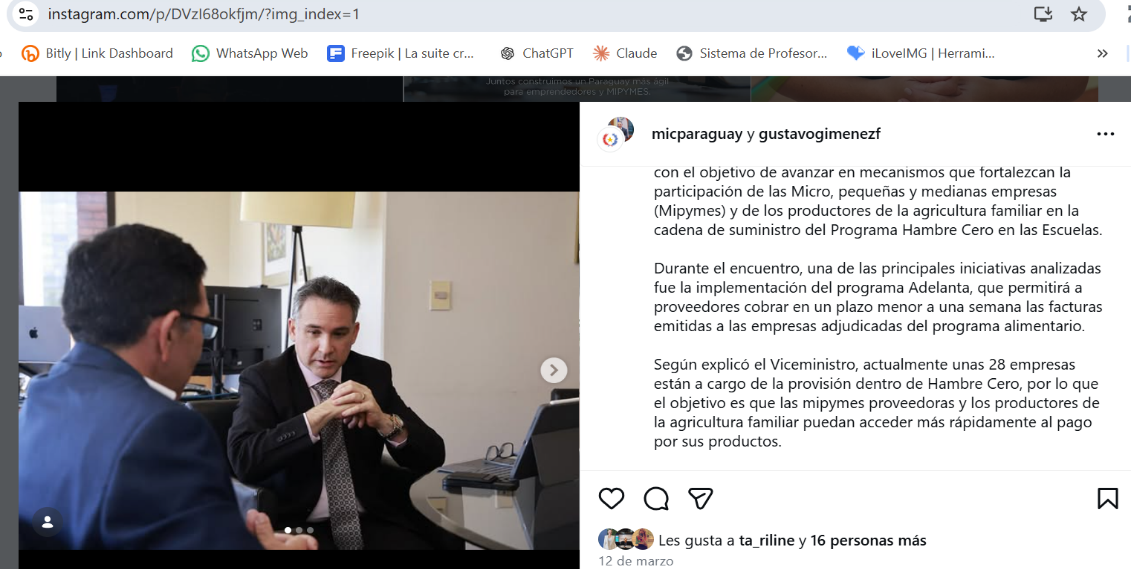 instagram.com/p/DVzI68okfjm/?img_index=1
Bitly | Link Dashboard WhatsApp Web Freepik | La suite cr... ChatGPT Claude Sistema de Profesor... iLoveIMG | Herrami... »
Juntos construimos un Paraguay más ágil
para emprendedores y MIPYMES.
micparaguay y gustavogimenezf
con el objetivo de avanzar en mecanismos que fortalezcan la
participación de las Micro, pequeñas y medianas empresas
(Mipymes) y de los productores de la agricultura familiar en la
cadena de suministro del Programa Hambre Cero en las Escuelas.
Durante el encuentro, una de las principales iniciativas analizadas
fue la implementación del programa Adelanta, que permitirá a
proveedores cobrar en un plazo menor a una semana las facturas
emitidas a las empresas adjudicadas del programa alimentario.
Según explicó el Viceministro, actualmente unas 28 empresas
están a cargo de la provisión dentro de Hambre Cero, por lo que
el objetivo es que las mipymes proveedoras y los productores de
la agricultura familiar puedan acceder más rápidamente al pago
por sus productos.
Les gusta a ta_riline y 16 personas más
12 de marzo